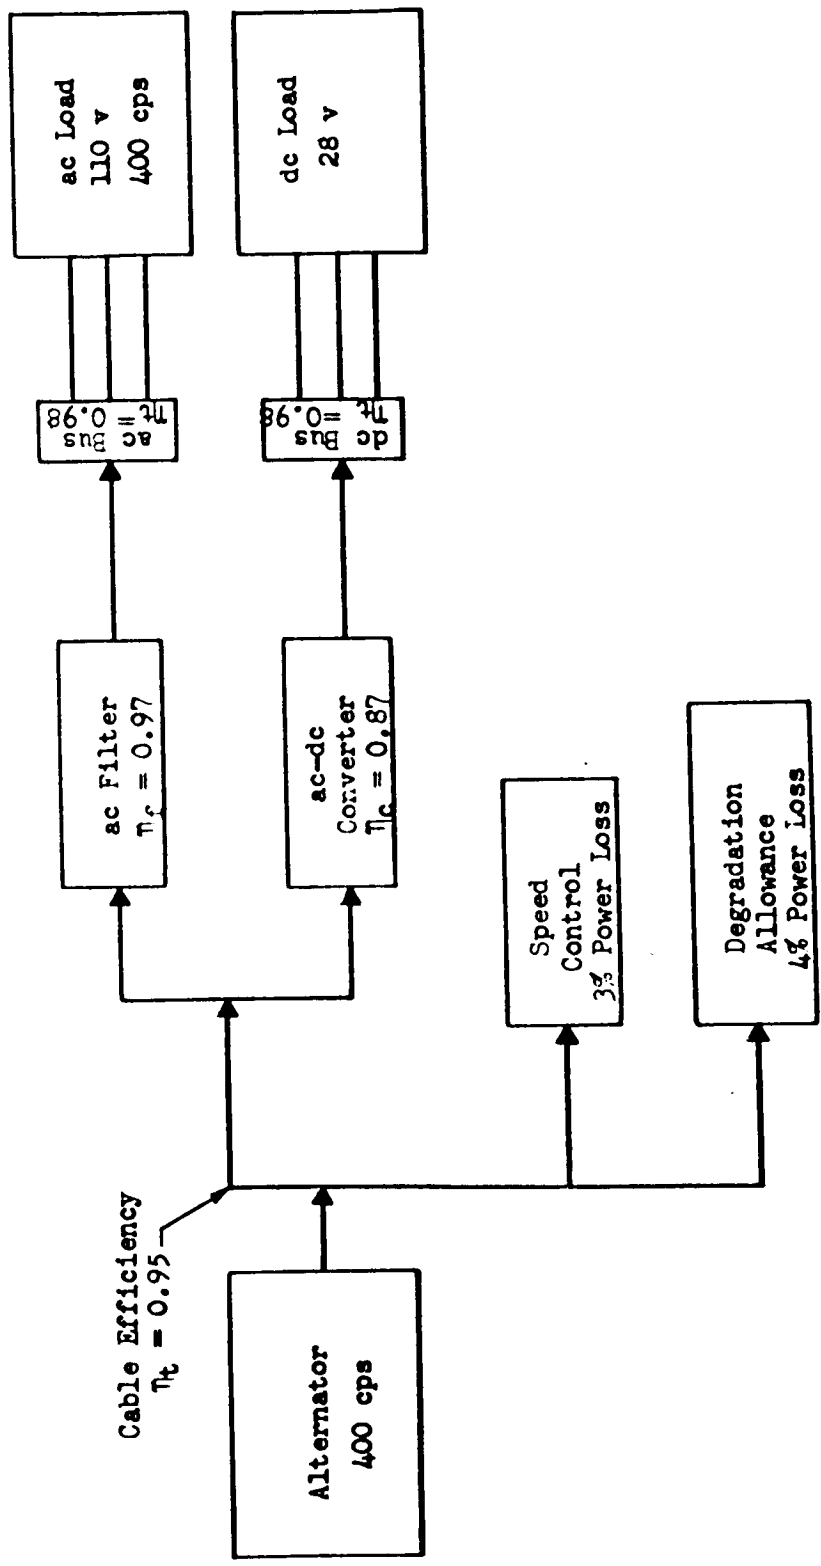 Alternator
400 cps
Cable Efficiency
ηt = 0.95
ac Filter
ηf = 0.97
ac-dc
Converter
ηc = 0.87
Speed
Control
3% Power Loss
Degradation
Allowance
4% Power Loss
ac Bus
ηt = 0.98
dc Bus
ηt = 0.98
ac Load
110 v
400 cps
dc Load
28 v